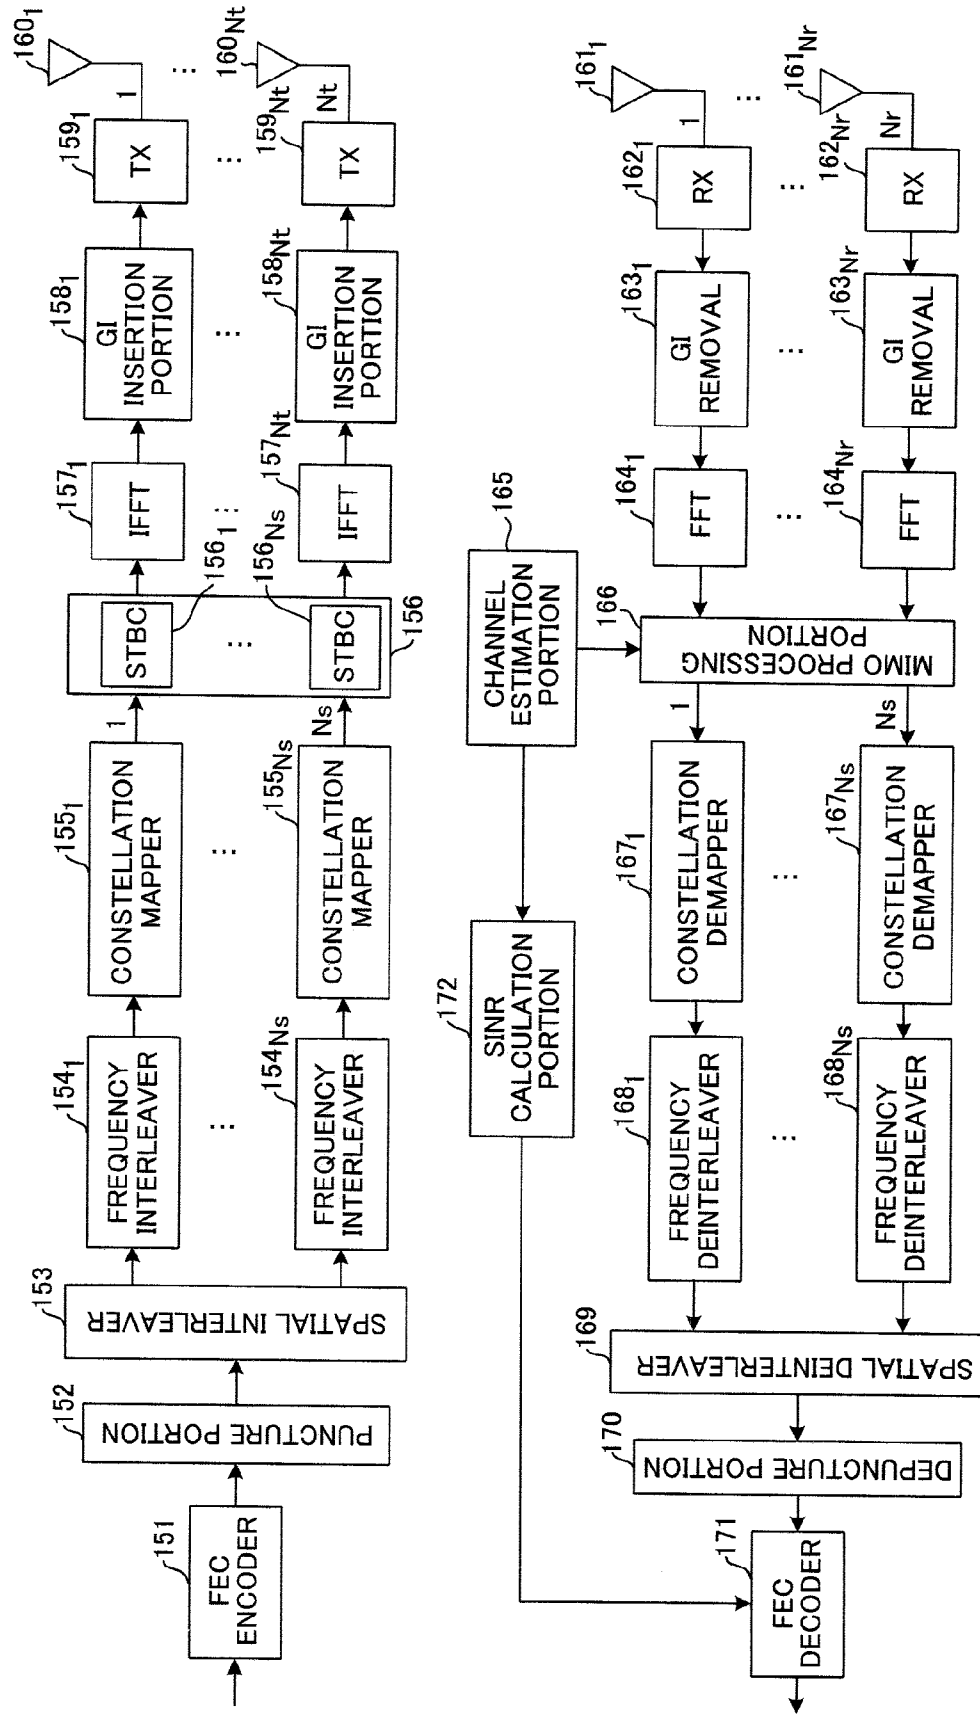 151
FEC
ENCODER
152
PUNCTURE PORTION
153
SPATIAL INTERLEAVER
154₁
FREQUENCY
INTERLEAVER
...
154Ns
FREQUENCY
INTERLEAVER
155₁
CONSTELLATION
MAPPER
...
155Ns
CONSTELLATION
MAPPER
1
Ns
STBC
156₁
...
156Ns
STBC
156
157₁
IFFT
...
157Nt
IFFT
158₁
GI
INSERTION
PORTION
...
158Nt
GI
INSERTION
PORTION
159₁
TX
...
159Nt
TX
1
160₁
...
160Nt
Nt
161₁
1
...
161Nr
Nr
162₁
RX
...
162Nr
RX
163₁
GI
REMOVAL
...
163Nr
GI
REMOVAL
164₁
FFT
...
164Nr
FFT
165
CHANNEL
ESTIMATION
PORTION
166
MIMO PROCESSING
PORTION
1
Ns
167₁
CONSTELLATION
DEMAPPER
...
167Ns
CONSTELLATION
DEMAPPER
168₁
FREQUENCY
DEINTERLEAVER
...
168Ns
FREQUENCY
DEINTERLEAVER
169
SPATIAL DEINTERLEAVER
170
DEPUNCTURE PORTION
171
FEC
DECODER
172
SINR
CALCULATION
PORTION